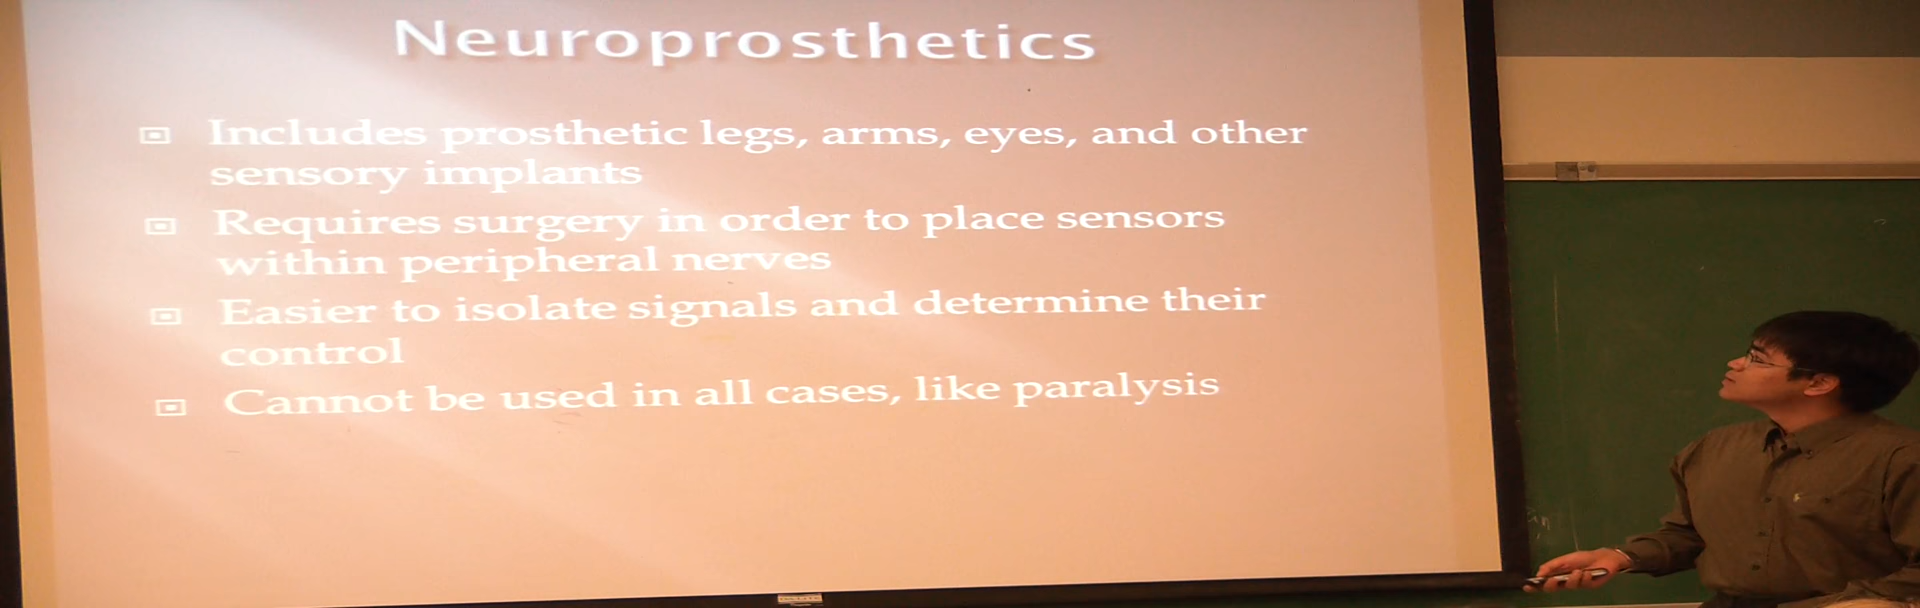 Neuroprosthetics
Includes prosthetic legs, arms, eyes, and other
sensory implants
Requires surgery in order to place sensors
within peripheral nerves
Easier to isolate signals and determine their
control
Cannot be used in all cases, like paralysis